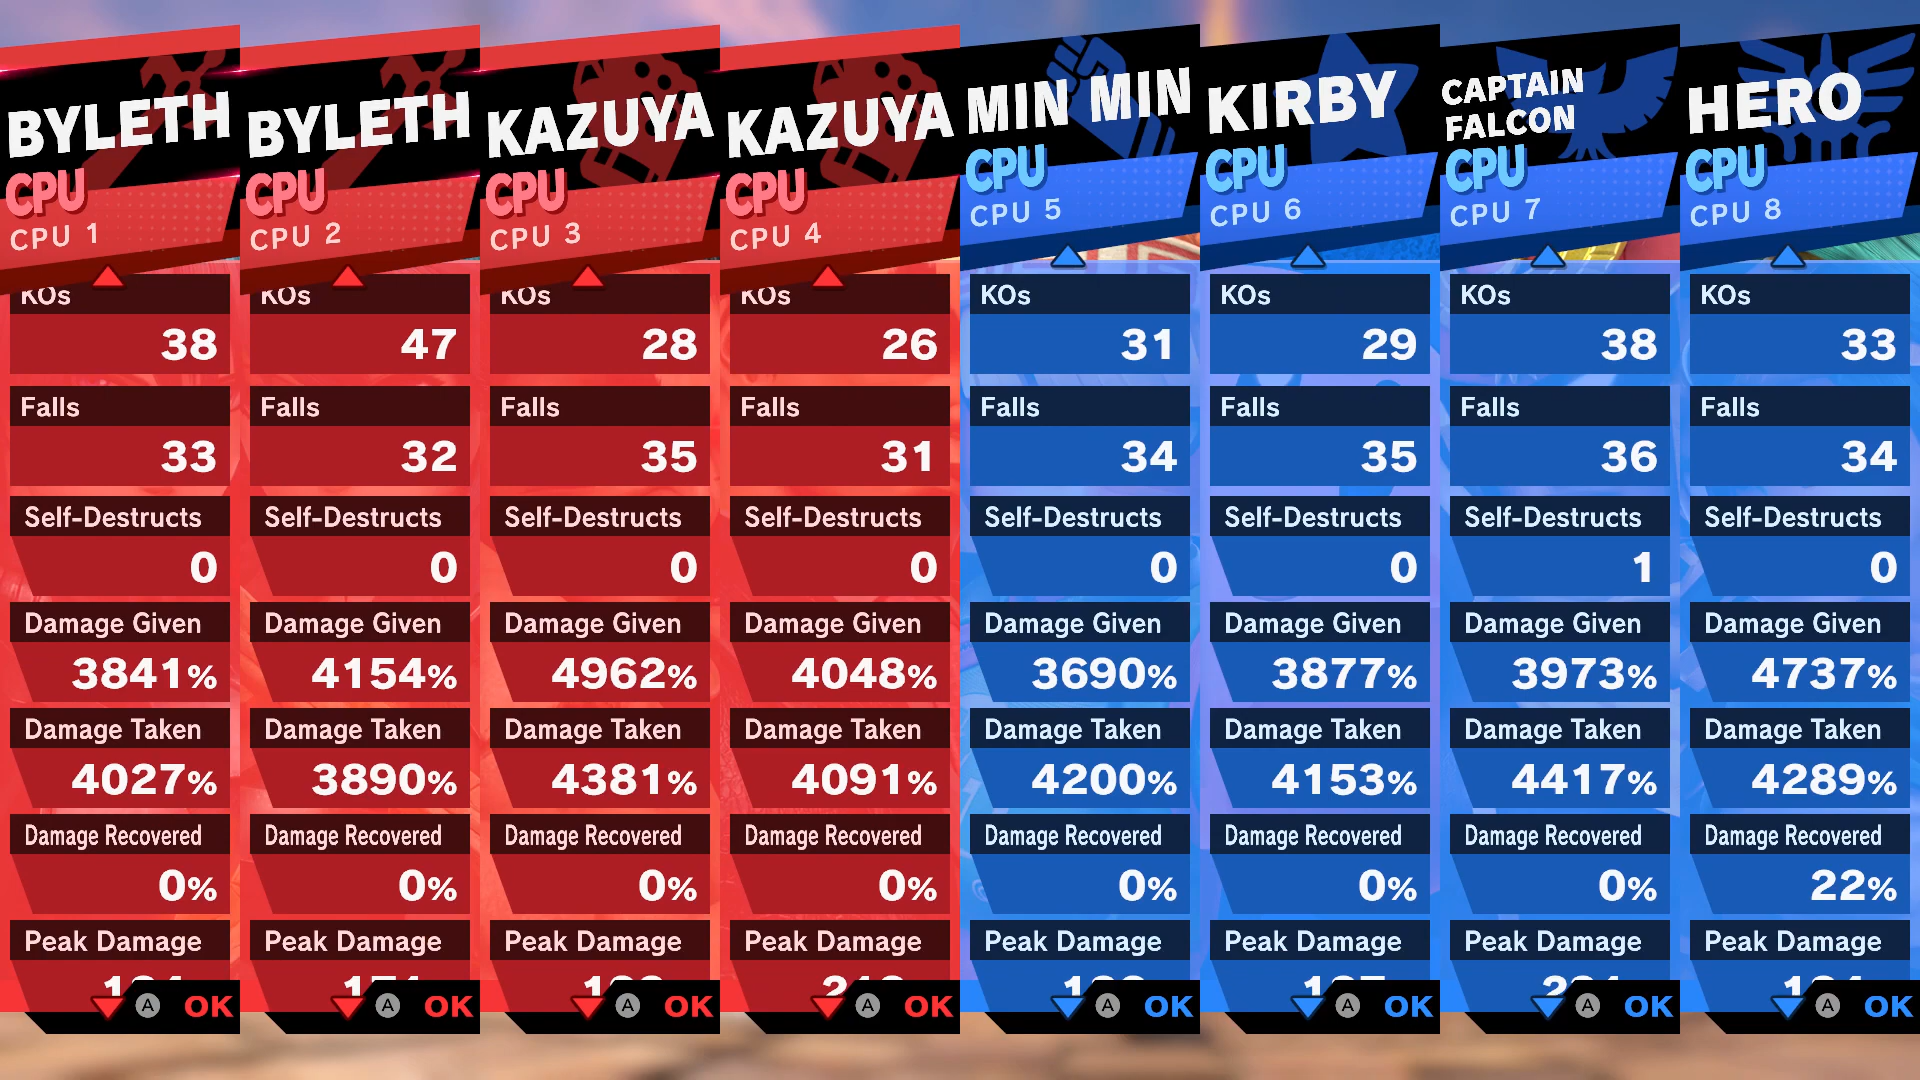 BYLETH
CPU
CPU 1
KOs
38
Falls
33
Self-Destructs
0
Damage Given
3841%
Damage Taken
4027%
Damage Recovered
0%
Peak Damage
A OK
BYLETH
CPU
CPU 2
KOs
47
Falls
32
Self-Destructs
0
Damage Given
4154%
Damage Taken
3890%
Damage Recovered
0%
Peak Damage
A OK
KAZUYA
CPU
CPU 3
KOs
28
Falls
35
Self-Destructs
0
Damage Given
4962%
Damage Taken
4381%
Damage Recovered
0%
Peak Damage
A OK
KAZUYA
CPU
CPU 4
KOs
26
Falls
31
Self-Destructs
0
Damage Given
4048%
Damage Taken
4091%
Damage Recovered
0%
Peak Damage
A OK
MIN MIN
CPU
CPU 5
KOs
31
Falls
34
Self-Destructs
0
Damage Given
3690%
Damage Taken
4200%
Damage Recovered
0%
Peak Damage
A OK
KIRBY
CPU
CPU 6
KOs
29
Falls
35
Self-Destructs
0
Damage Given
3877%
Damage Taken
4153%
Damage Recovered
0%
Peak Damage
A OK
CAPTAIN
FALCON
CPU
CPU 7
KOs
38
Falls
36
Self-Destructs
1
Damage Given
3973%
Damage Taken
4417%
Damage Recovered
0%
Peak Damage
A OK
HERO
CPU
CPU 8
KOs
33
Falls
34
Self-Destructs
0
Damage Given
4737%
Damage Taken
4289%
Damage Recovered
22%
Peak Damage
A OK